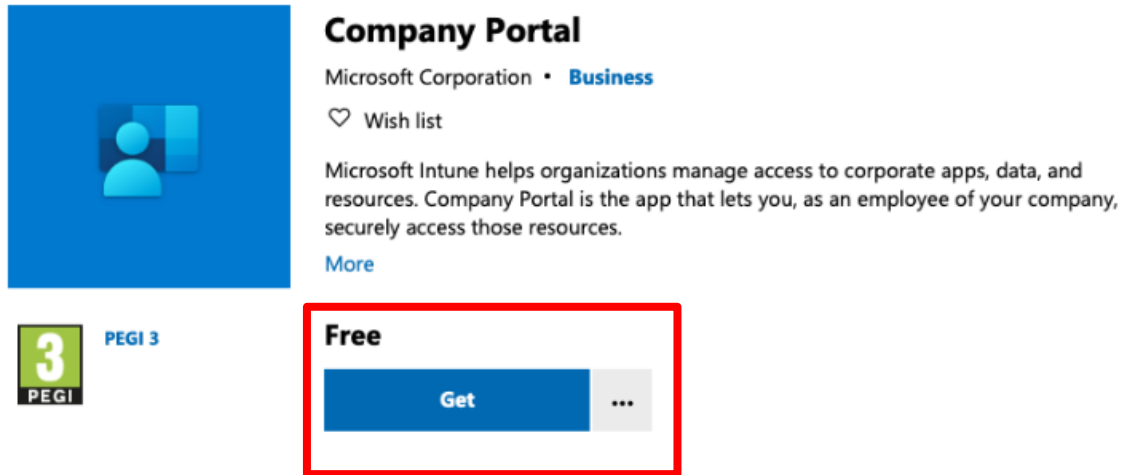 Company Portal
Microsoft Corporation • Business
Wish list
Microsoft Intune helps organizations manage access to corporate apps, data, and
resources. Company Portal is the app that lets you, as an employee of your company,
securely access those resources.
More
3
PEGI
PEGI 3
Free
Get
...